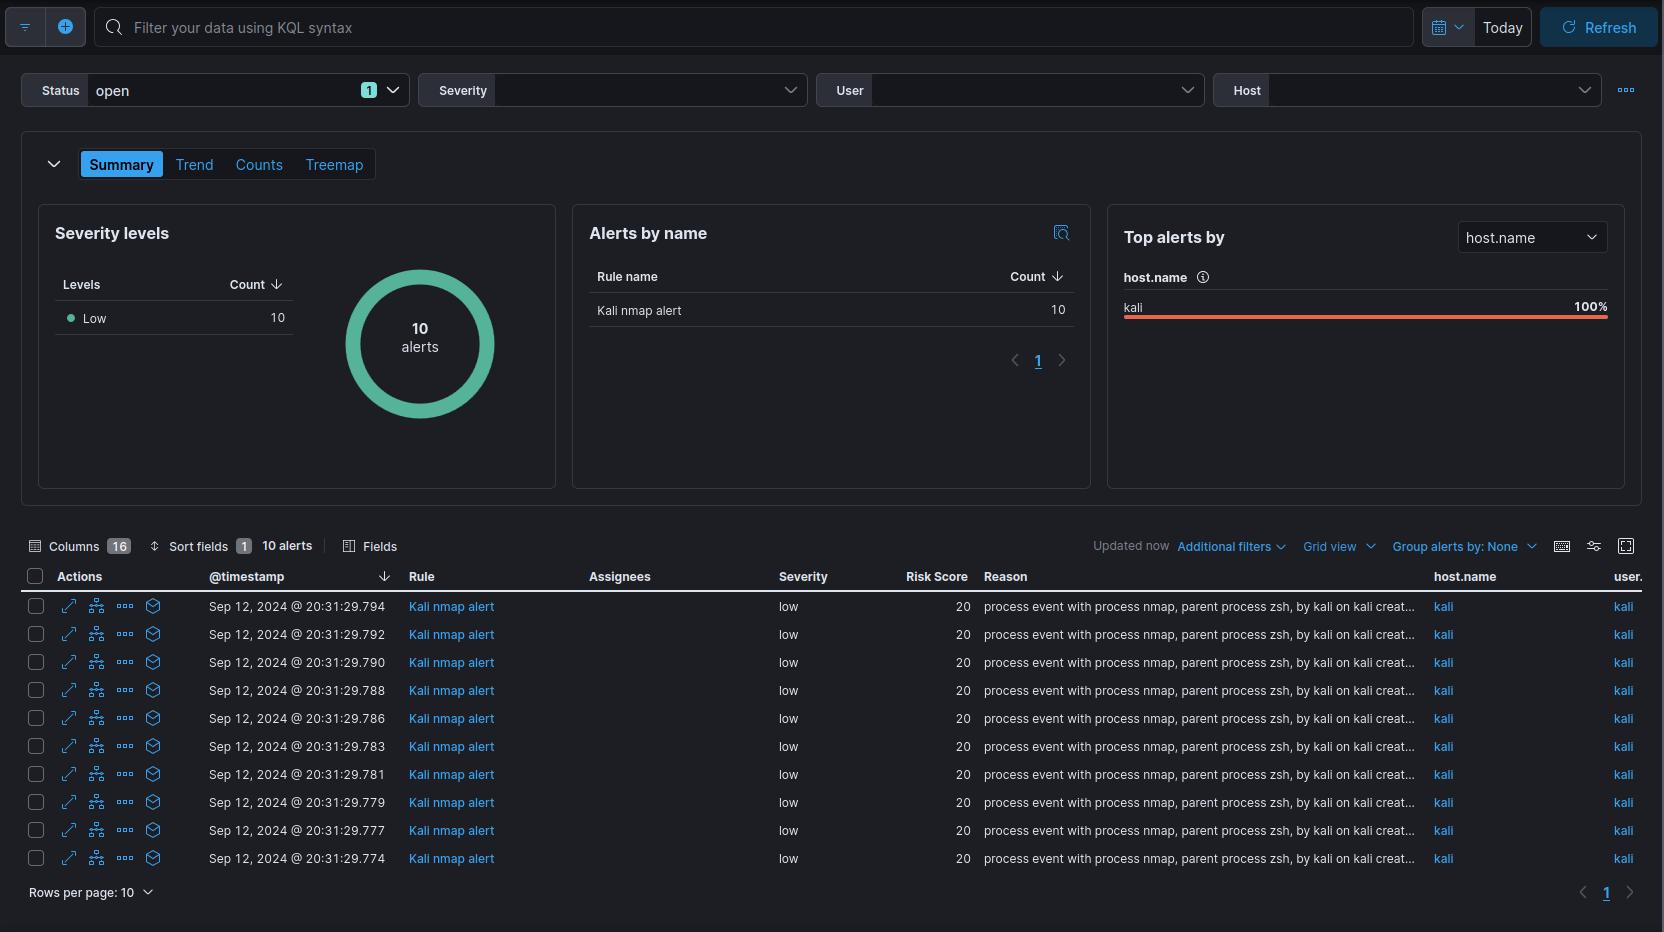 Filter your data using KQL syntax Today Refresh
Status open 1 Severity User Host
Summary Trend Counts Treemap
Severity levels
Levels Count
Low 10
10
alerts
Alerts by name
Rule name Count
Kali nmap alert 10
1
Top alerts by host.name
host.name
kali 100%
Columns 16 Sort fields 1 10 alerts Fields Updated now Additional filters Grid view Group alerts by: None
Actions @timestamp Rule Assignees Severity Risk Score Reason host.name user.
Sep 12, 2024 @ 20:31:29.794 Kali nmap alert low 20 process event with process nmap, parent process zsh, by kali on kali creat... kali kali
Sep 12, 2024 @ 20:31:29.792 Kali nmap alert low 20 process event with process nmap, parent process zsh, by kali on kali creat... kali kali
Sep 12, 2024 @ 20:31:29.790 Kali nmap alert low 20 process event with process nmap, parent process zsh, by kali on kali creat... kali kali
Sep 12, 2024 @ 20:31:29.788 Kali nmap alert low 20 process event with process nmap, parent process zsh, by kali on kali creat... kali kali
Sep 12, 2024 @ 20:31:29.786 Kali nmap alert low 20 process event with process nmap, parent process zsh, by kali on kali creat... kali kali
Sep 12, 2024 @ 20:31:29.783 Kali nmap alert low 20 process event with process nmap, parent process zsh, by kali on kali creat... kali kali
Sep 12, 2024 @ 20:31:29.781 Kali nmap alert low 20 process event with process nmap, parent process zsh, by kali on kali creat... kali kali
Sep 12, 2024 @ 20:31:29.779 Kali nmap alert low 20 process event with process nmap, parent process zsh, by kali on kali creat... kali kali
Sep 12, 2024 @ 20:31:29.777 Kali nmap alert low 20 process event with process nmap, parent process zsh, by kali on kali creat... kali kali
Sep 12, 2024 @ 20:31:29.774 Kali nmap alert low 20 process event with process nmap, parent process zsh, by kali on kali creat... kali kali
Rows per page: 10 1